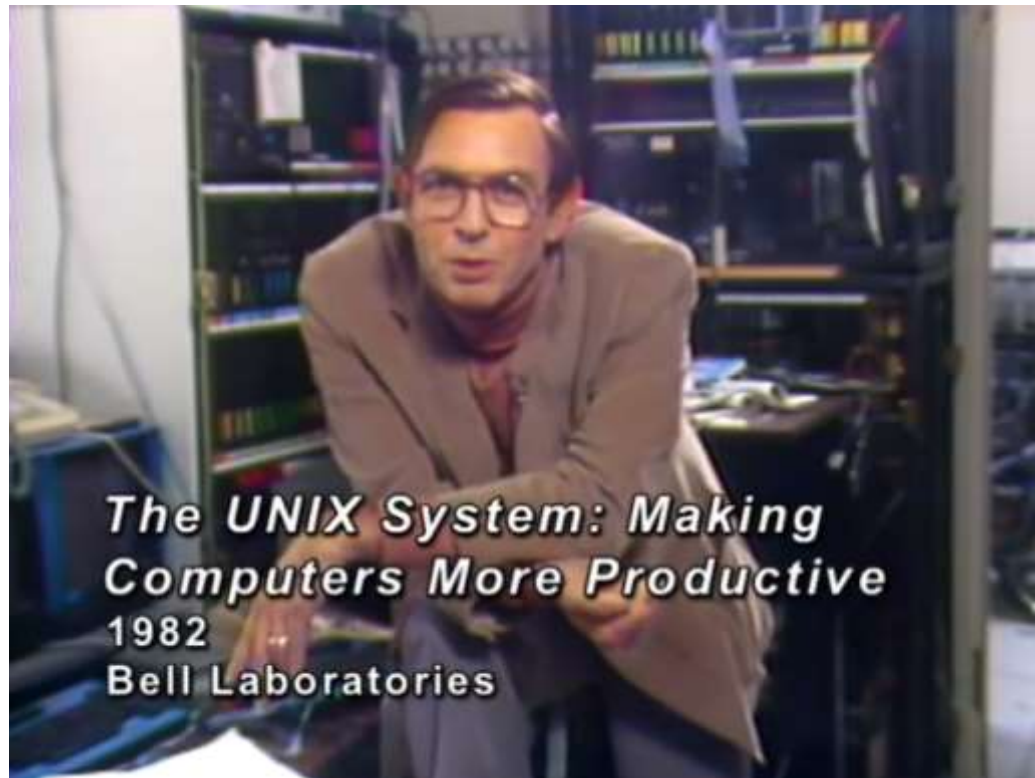 The UNIX System: Making
Computers More Productive
1982
Bell Laboratories